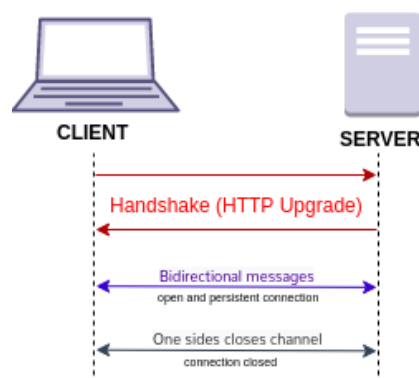 CLIENT
SERVER
Handshake (HTTP Upgrade)
Bidirectional messages
open and persistent connection
One sides closes channel
connection closed